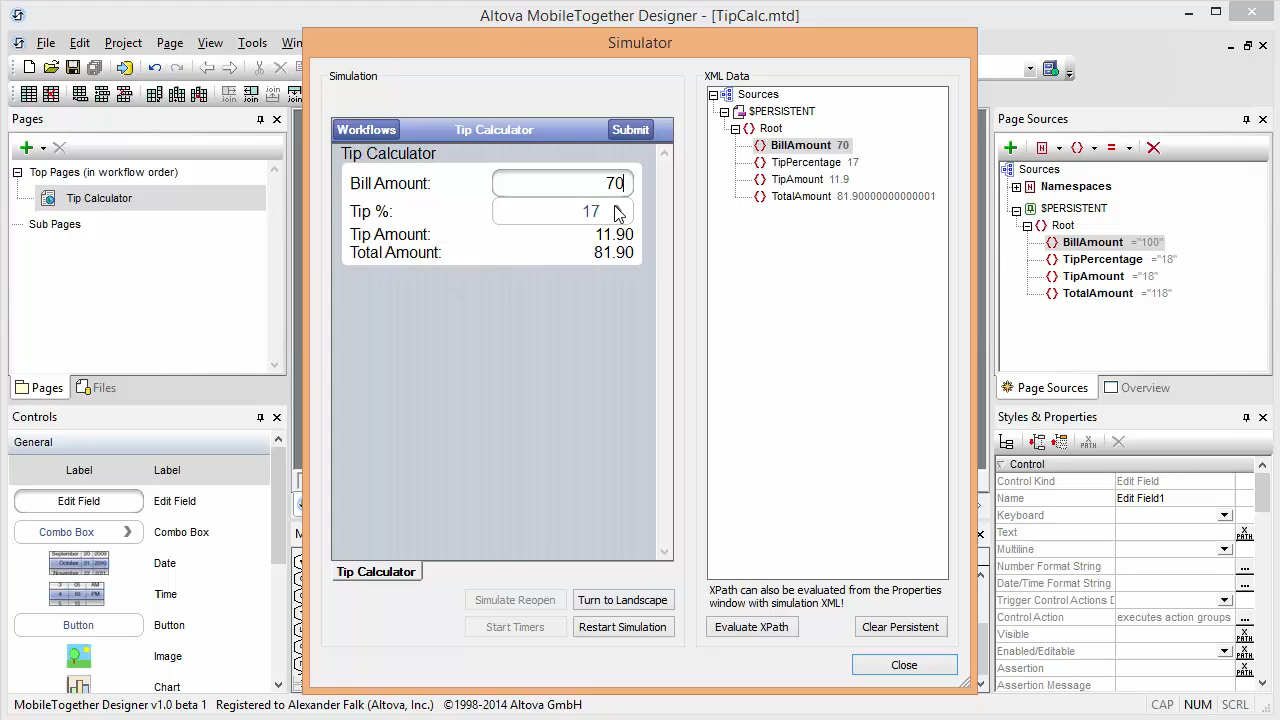 Altova MobileTogether Designer - [TipCalc.mtd]
File Edit Project Page View Tools
Simulator
Pages
Top Pages (in workflow order)
Tip Calculator
Sub Pages
Pages Files
Controls
General
Label Label
Edit Field Edit Field
Combo Box Combo Box
Date
Time
Button Button
Image
Chart
Simulation
Workflows Tip Calculator Submit
Tip Calculator
Bill Amount: 70
Tip %: 17
Tip Amount: 11.90
Total Amount: 81.90
Tip Calculator
Simulate Reopen Turn to Landscape
Start Timers Restart Simulation
XML Data
Sources
$PERSISTENT
Root
BillAmount 70
TipPercentage 17
TipAmount 11.9
TotalAmount 81.90000000000001
XPath can also be evaluated from the Properties
window with simulation XML!
Evaluate XPath Clear Persistent
Close
Page Sources
Sources
Namespaces
$PERSISTENT
Root
BillAmount ="100"
TipPercentage ="18"
TipAmount ="18"
TotalAmount ="118"
Page Sources Overview
Styles & Properties
Control
Control Kind Edit Field
Name Edit Field1
Keyboard
Text
Multiline
Number Format String
Date/Time Format String
Trigger Control Actions
Control Action executes action groups
Visible
Enabled/Editable
Assertion
Assertion Message
MobileTogether Designer v1.0 beta 1 Registered to Alexander Falk (Altova, Inc.) ©1998-2014 Altova GmbH
CAP NUM SCRL